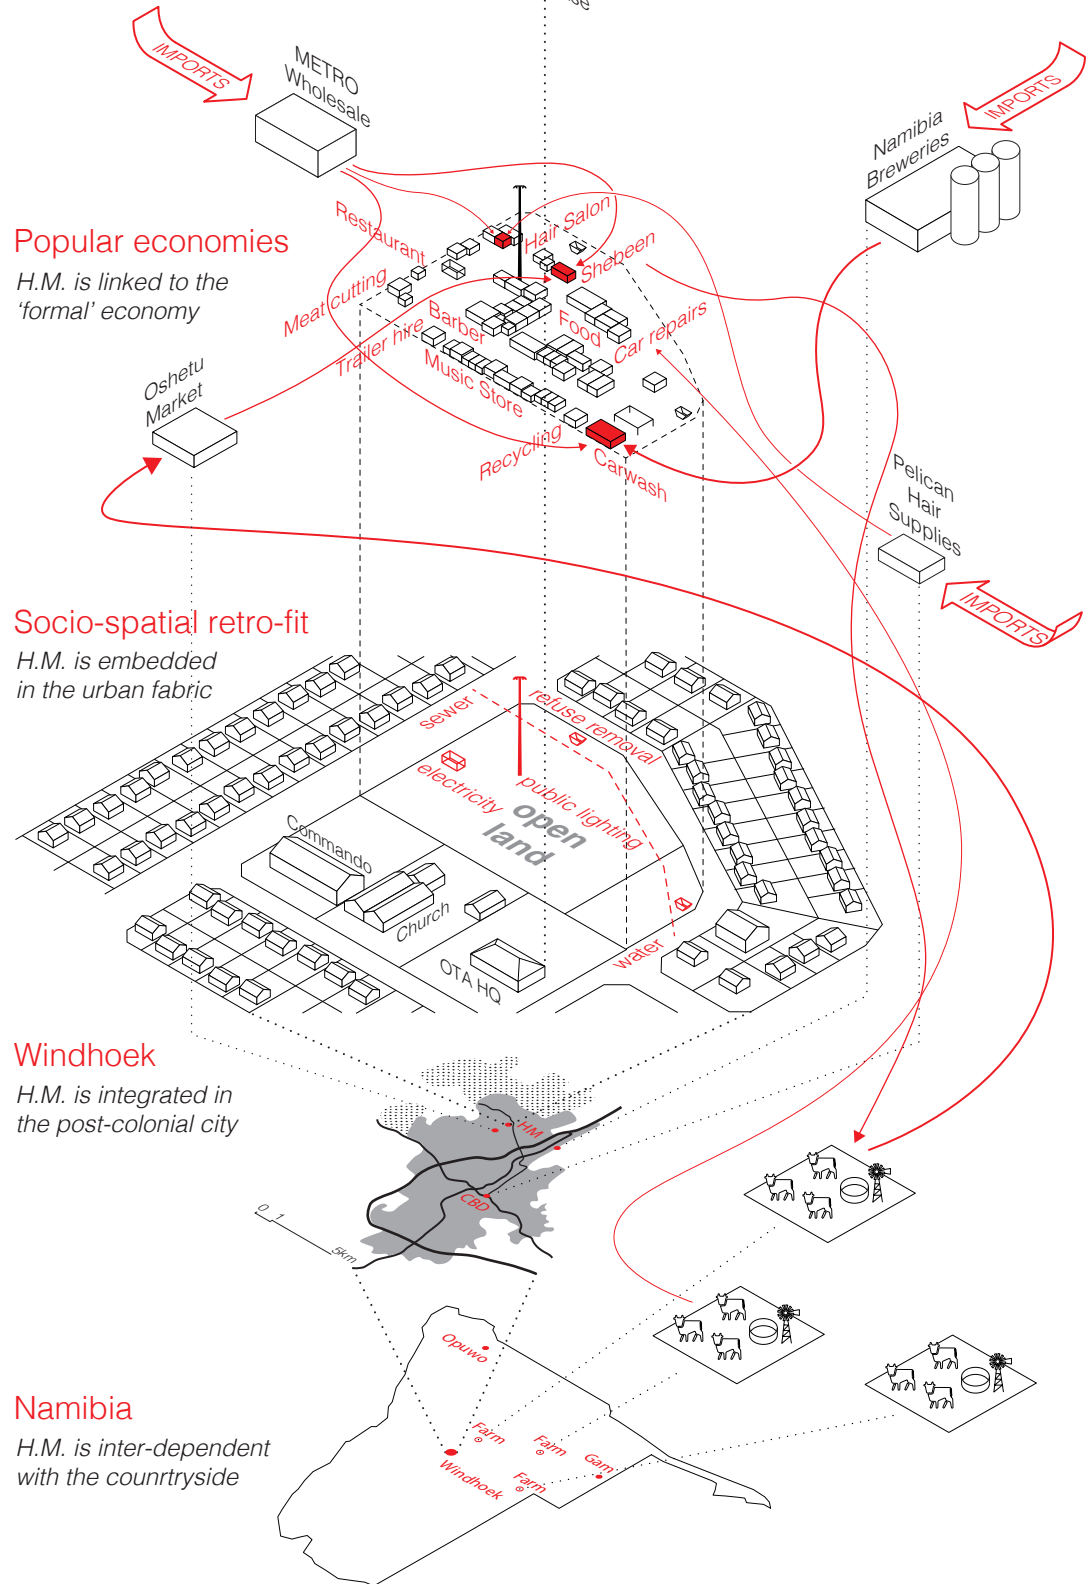 IMPORTS
METRO
Wholesale
IMPORTS
Namibia
Breweries
Popular economies
H.M. is linked to the
'formal' economy
Restaurant
Hair Salon
Shebeen
Meat cutting
Trailer hire
Barber
Food
Car repairs
Music Store
Oshetu
Market
Recycling
Carwash
Pelican
Hair
Supplies
IMPORTS
Socio-spatial retro-fit
H.M. is embedded
in the urban fabric
sewer
refuse removal
electricity
public lighting
open
land
Commando
Church
OTA HQ
water
Windhoek
H.M. is integrated in
the post-colonial city
HM
CBD
0 1
5km
Opuwo
Namibia
H.M. is inter-dependent
with the counrtryside
Farm
Farm
Gam
Windhoek
Farm